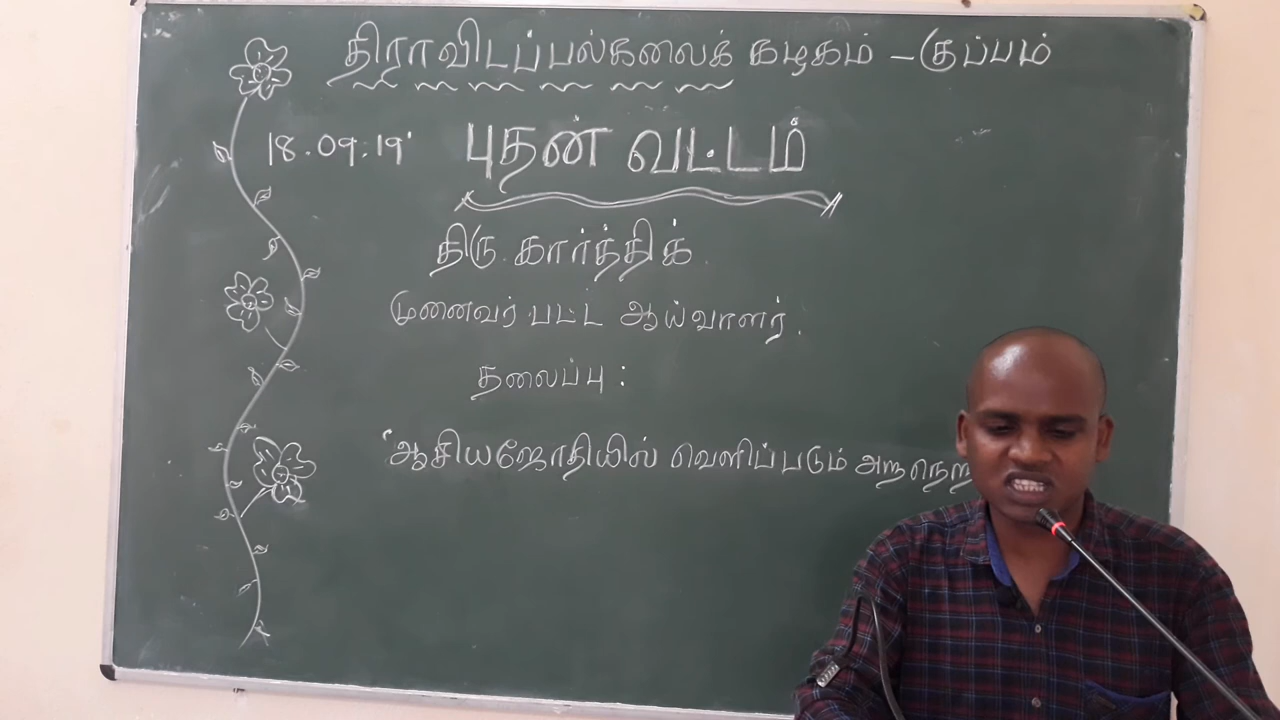 திராவிடப்பல்கலைக் கழகம் - குப்பம்
18.09.19' புதன் வட்டம்
திரு. கார்த்திக்.
முனைவர் பட்ட ஆய்வாளர்.
தலைப்பு :
'ஆசியஜோதியில் வெளிப்படும்